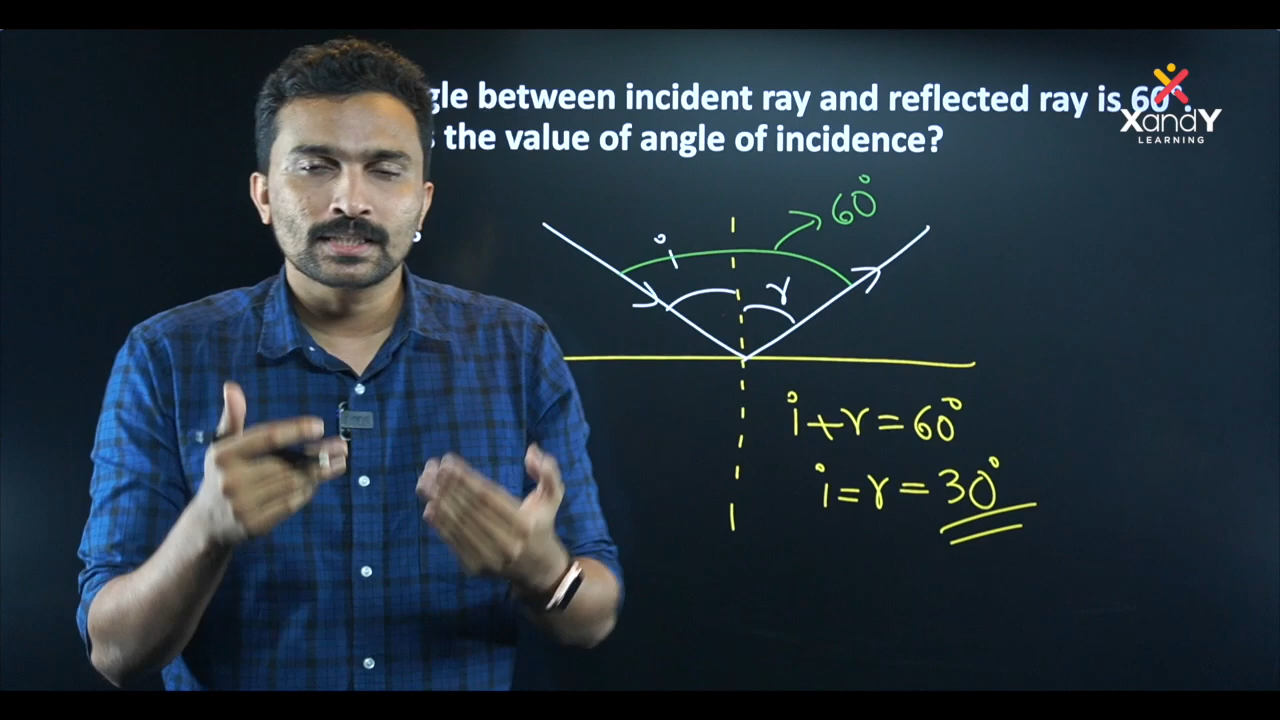 gle between incident ray and reflected ray is 60°.
the value of angle of incidence?
XandY
LEARNING
60°
i
r
i + r = 60°
i = r = 30°